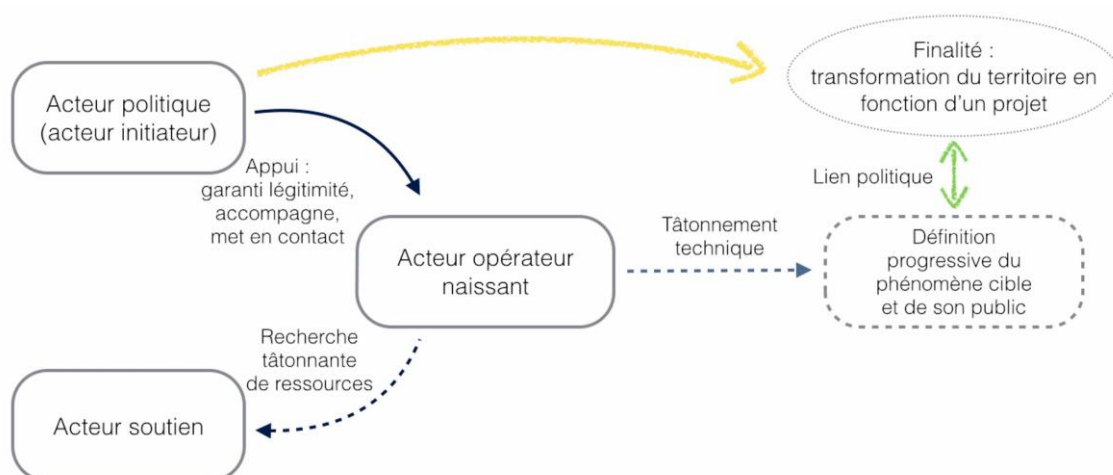 Finalité :
transformation du territoire en
fonction d'un projet
Acteur politique
(acteur initiateur)
Appui :
garanti légitimité,
accompagne,
met en contact
Lien politique
Acteur opérateur
naissant
Tâtonnement
technique
Définition
progressive du
phénomène cible
et de son public
Recherche
tâtonnante
de ressources
Acteur soutien